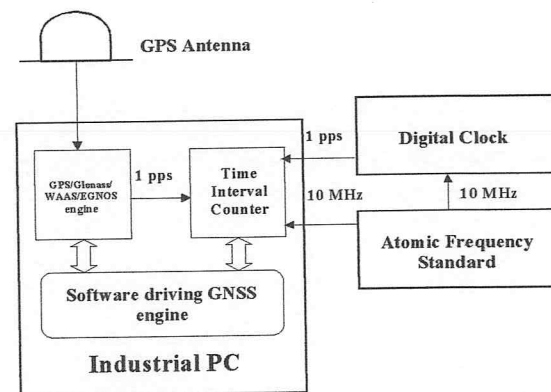 GPS Antenna
1 pps
Digital Clock
GPS/Glonass/
WAAS/EGNOS
engine
1 pps
Time
Interval
Counter
10 MHz
10 MHz
Atomic Frequency
Standard
Software driving GNSS
engine
Industrial PC